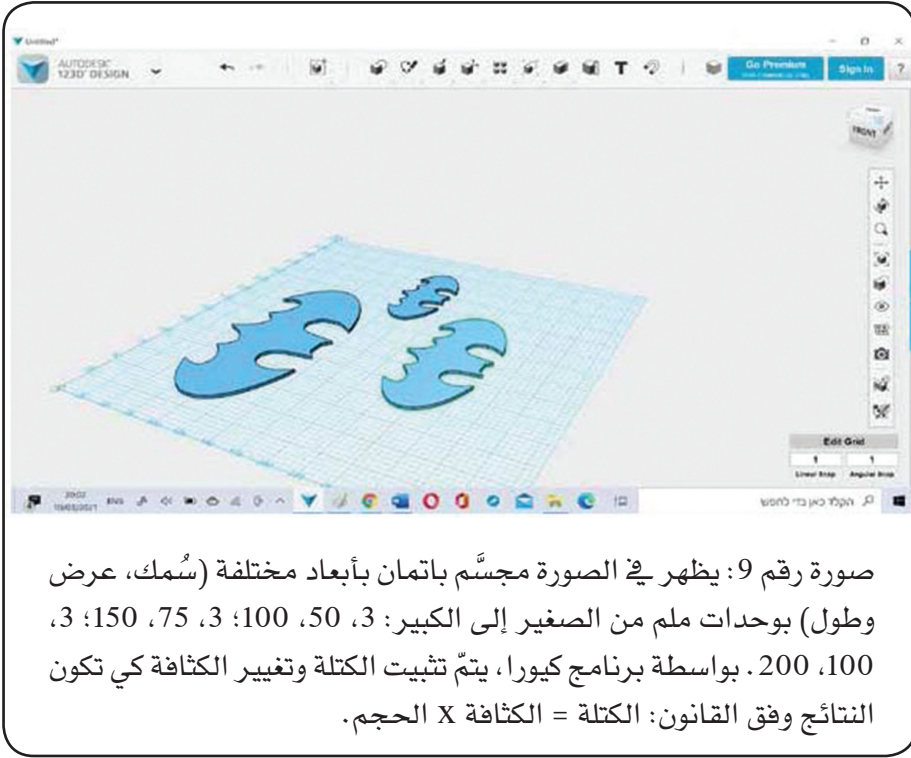 Untitled*
AUTODESK®
123D® DESIGN
Go Premium
Sign In
?
FRONT
Edit Grid
1 1
Linear Snap Angular Snap
20:02
ENG
הקלד כאן כדי לחפש
صورة رقم 9: يظهر في الصورة مجسَّم باتمان بأبعاد مختلفة (سُمك، عرض
وطول) بوحدات ملم من الصغير إلى الكبير: 3، 50، 100؛ 3، 75، 150؛ 3،
100، 200. بواسطة برنامج كيورا، يتمّ تثبيت الكتلة وتغيير الكثافة كي تكون
النتائج وفق القانون: الكتلة = الكثافة X الحجم.